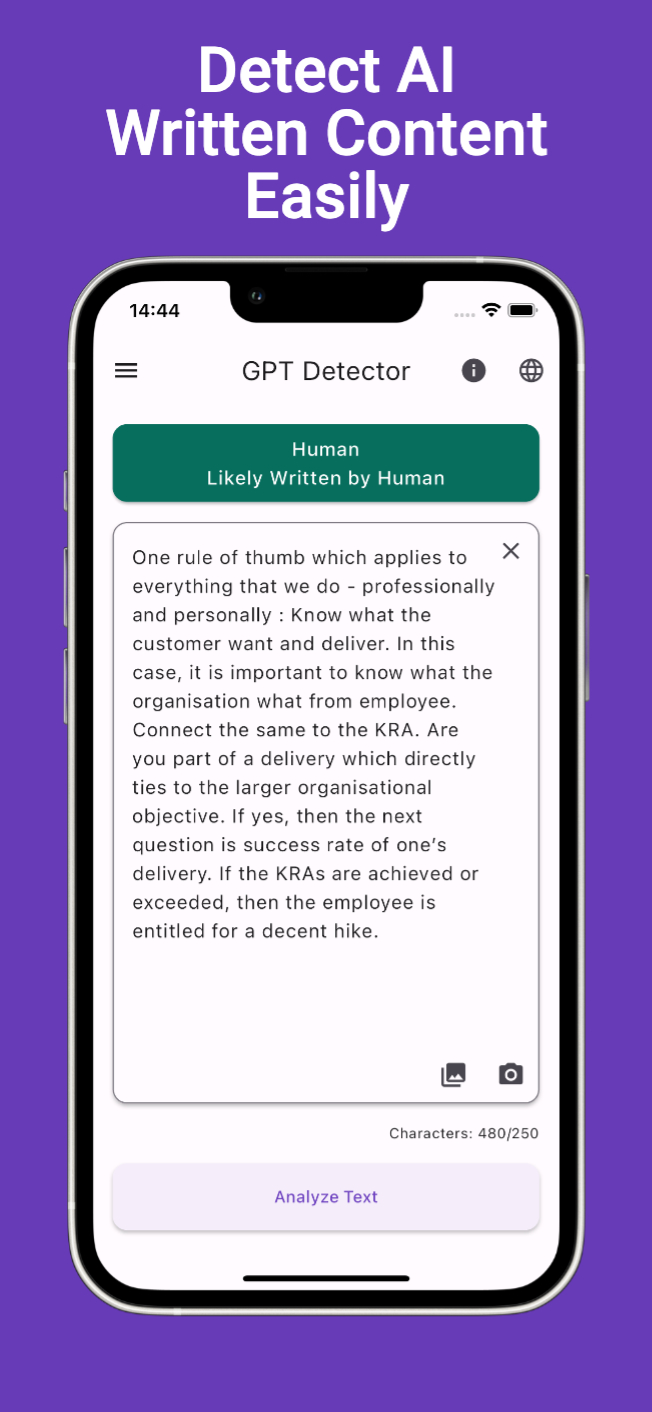 Detect AI
Written Content
Easily
14:44
GPT Detector
Human
Likely Written by Human
One rule of thumb which applies to
everything that we do - professionally
and personally : Know what the
customer want and deliver. In this
case, it is important to know what the
organisation what from employee.
Connect the same to the KRA. Are
you part of a delivery which directly
ties to the larger organisational
objective. If yes, then the next
question is success rate of one's
delivery. If the KRAs are achieved or
exceeded, then the employee is
entitled for a decent hike.
Characters: 480/250
Analyze Text